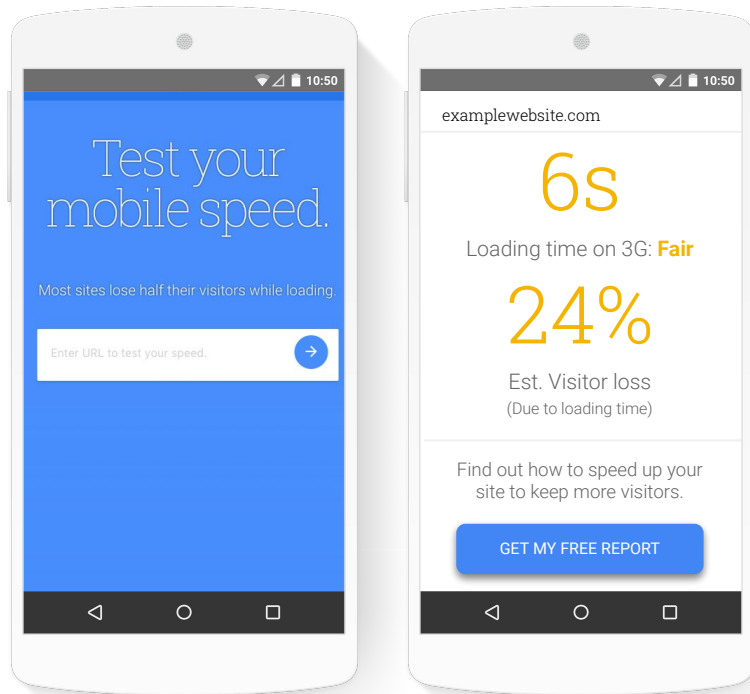 10:50
Test your
mobile speed.
Most sites lose half their visitors while loading.
Enter URL to test your speed.
10:50
examplewebsite.com
6s
Loading time on 3G: Fair
24%
Est. Visitor loss
(Due to loading time)
Find out how to speed up your
site to keep more visitors.
GET MY FREE REPORT